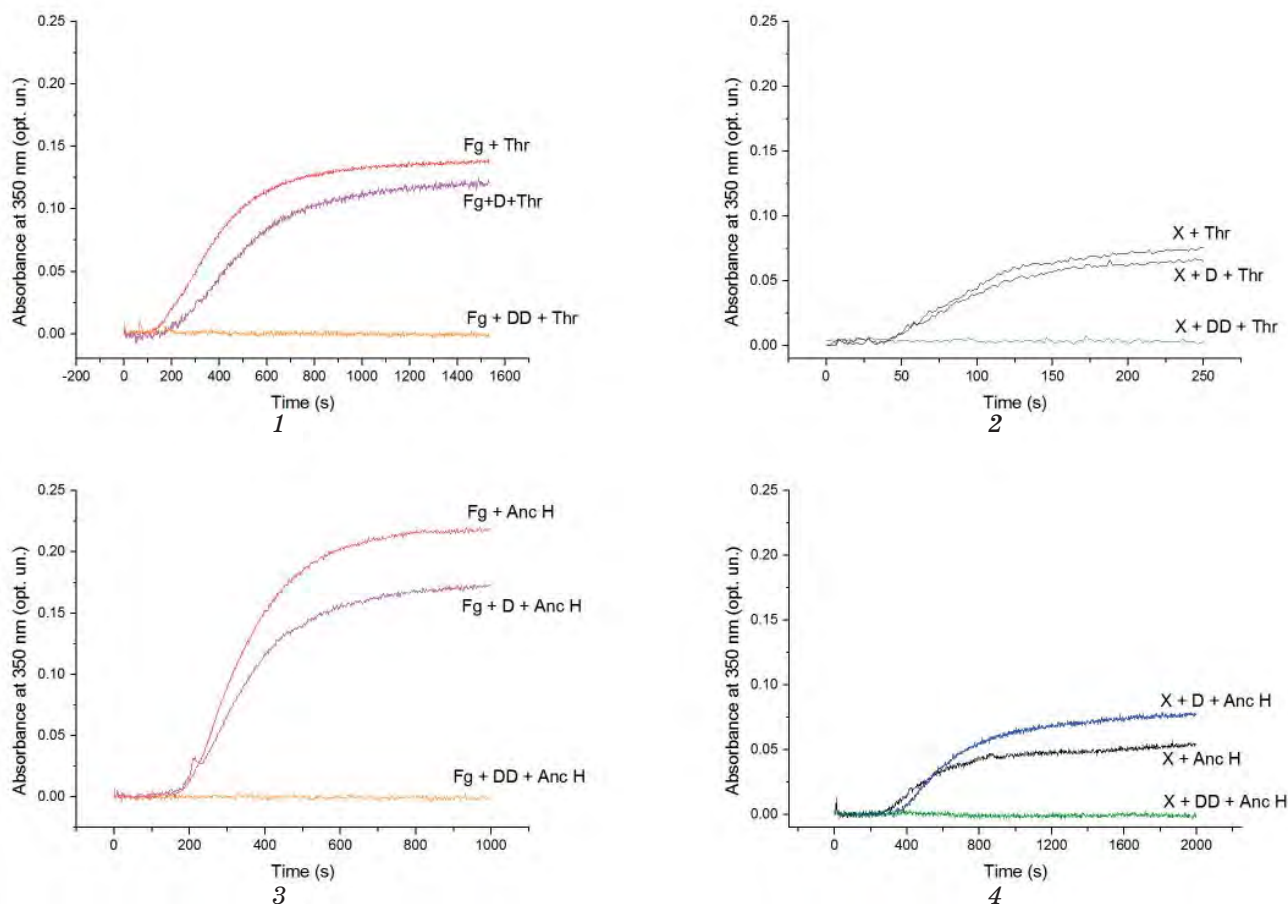 Absorbance at 350 nm (opt. un.)
0.25
0.20
0.15
0.10
0.05
0.00
Fg + Thr
Fg+D+Thr
Fg + DD + Thr
-200 0 200 400 600 800 1000 1200 1400 1600
Time (s)
1
Absorbance at 350 nm (opt. un.)
0.25
0.20
0.15
0.10
0.05
0.00
X + Thr
X + D + Thr
X + DD + Thr
0 50 100 150 200 250
Time (s)
2
Absorbance at 350 nm (opt. un.)
0.25
0.20
0.15
0.10
0.05
0.00
Fg + Anc H
Fg + D + Anc H
Fg + DD + Anc H
0 200 400 600 800 1000
Time (s)
3
Absorbance at 350 nm (opt. un.)
0.25
0.20
0.15
0.10
0.05
0.00
X + D + Anc H
X + Anc H
X + DD + Anc H
0 400 800 1200 1600 2000
Time (s)
4